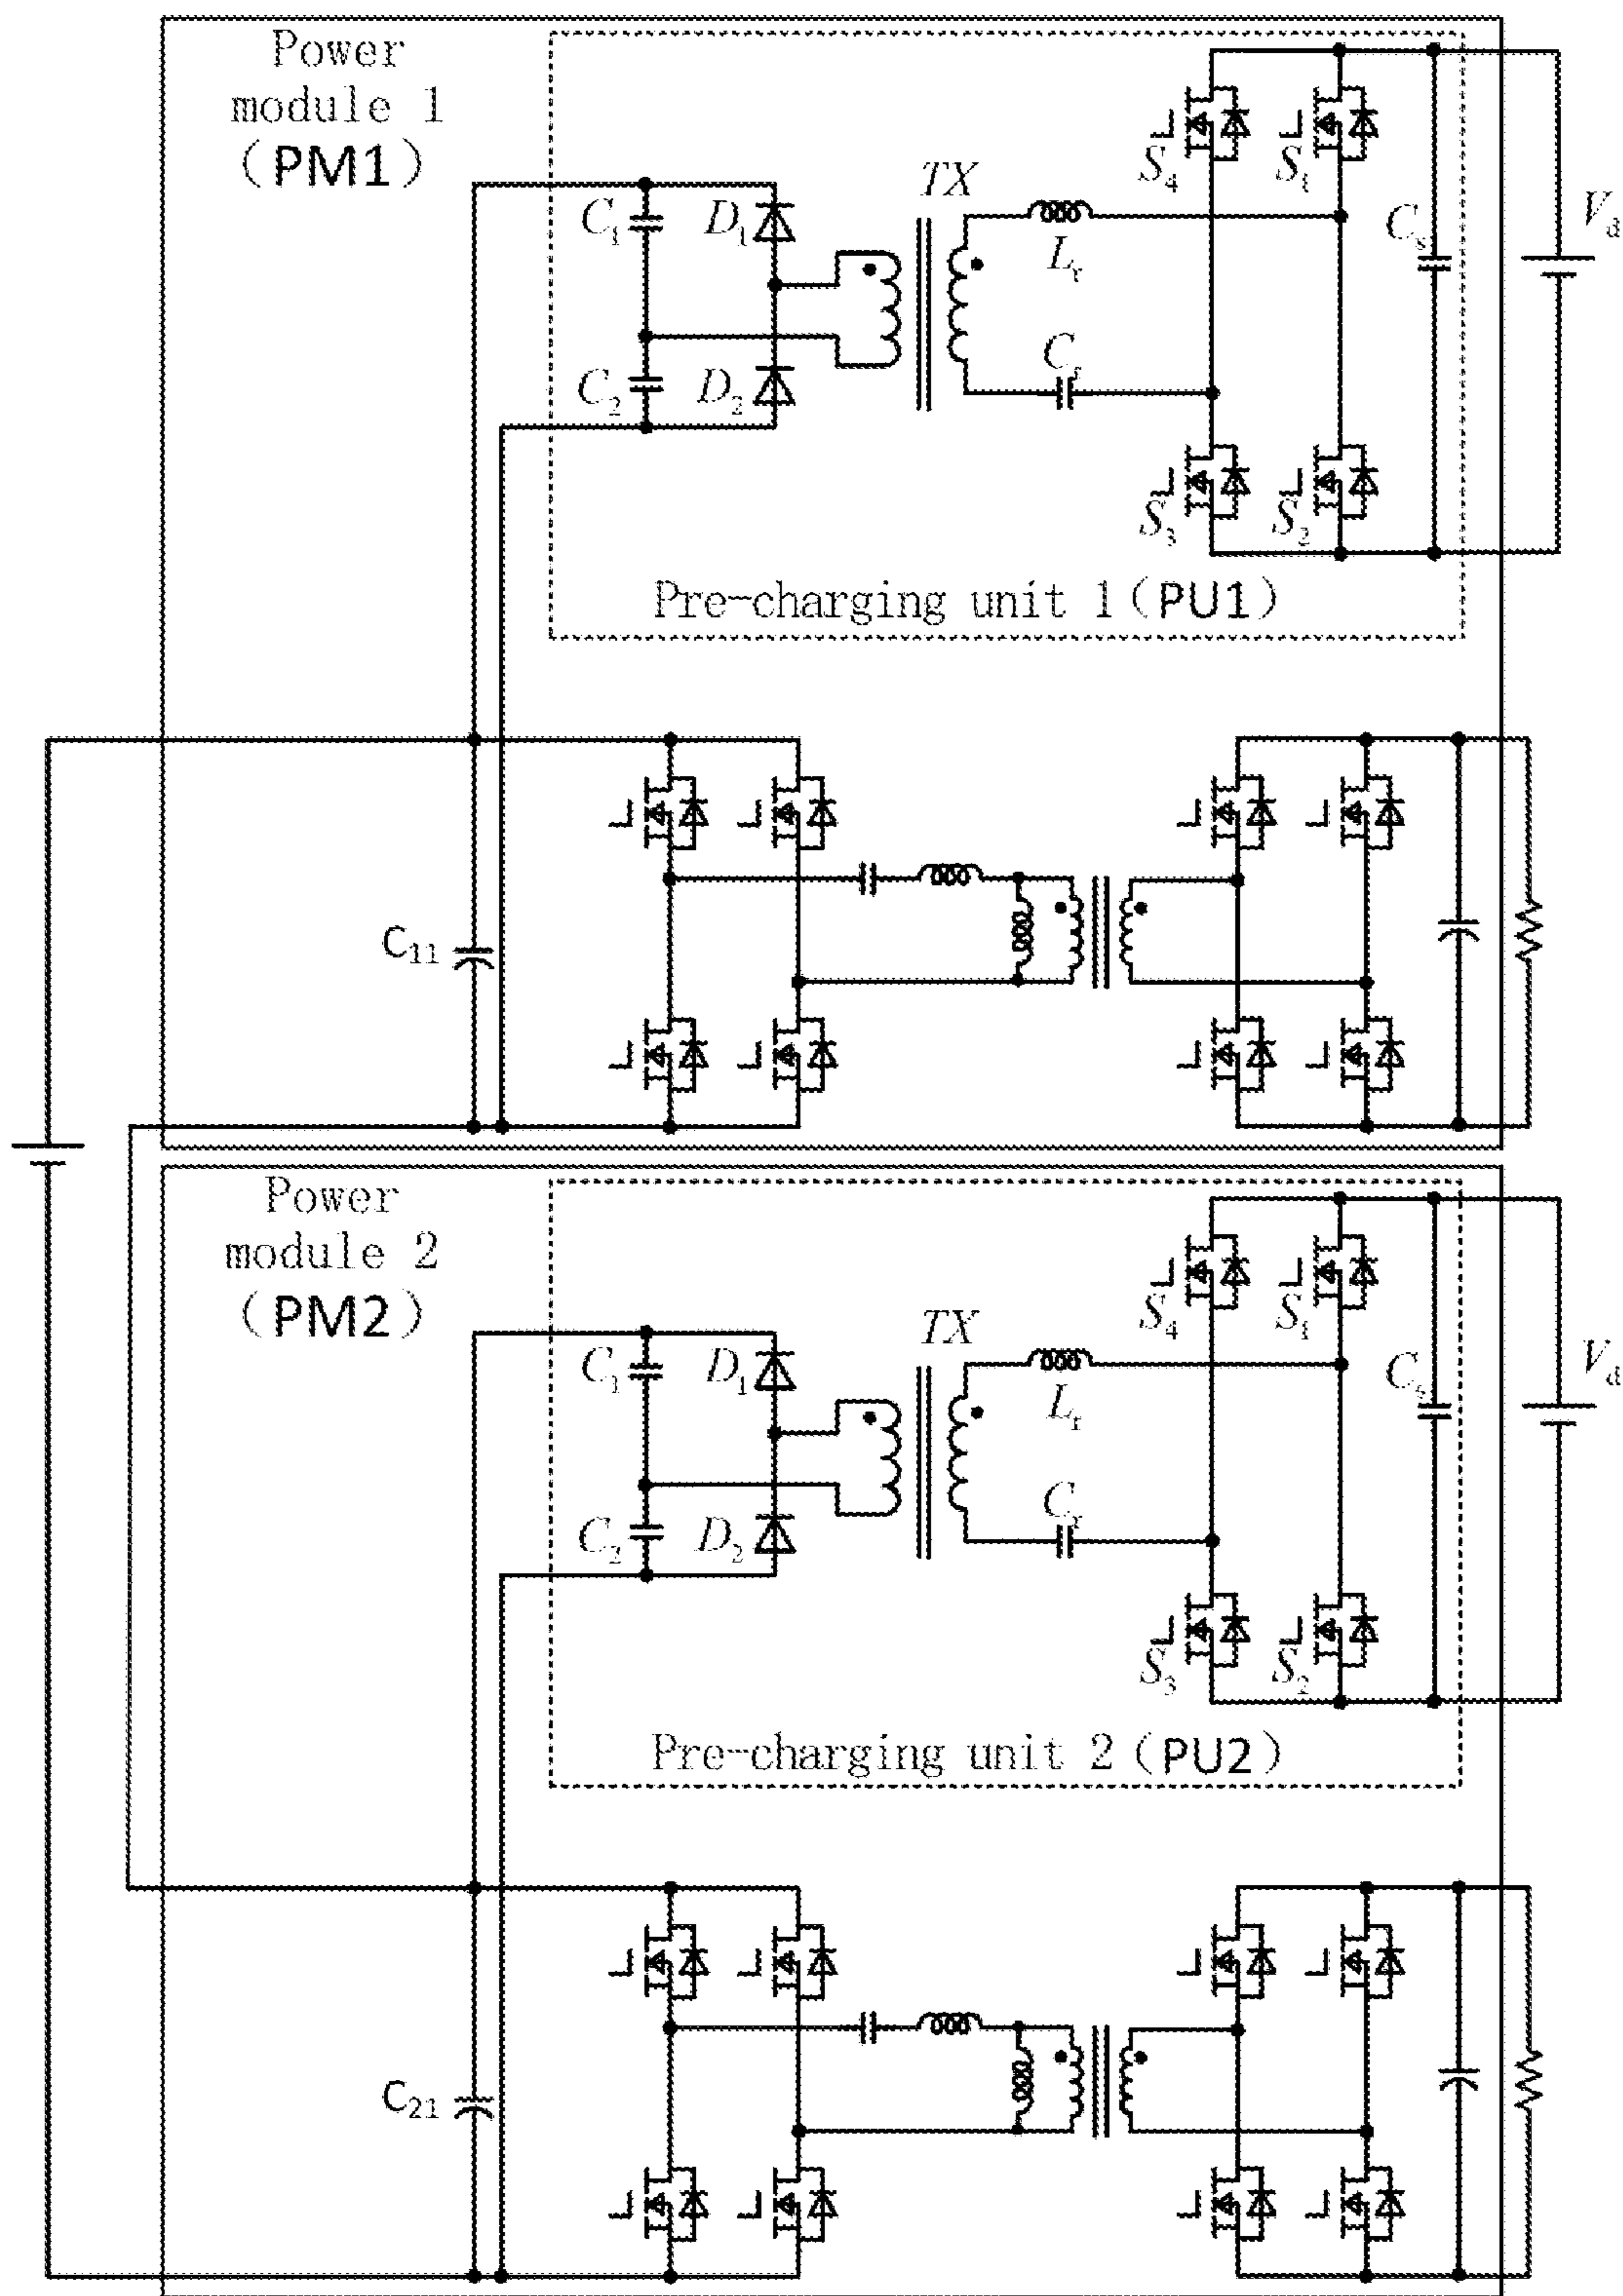 Power
module 1
（PM1）
S4
S1
TX
C1
D1
Lr
Cs
Vd
Cr
C2
D2
S3
S2
Pre-charging unit 1（PU1）
C11
Power
module 2
（PM2）
S4
S1
TX
C1
D1
Lr
Cs
Vd
Cr
C2
D2
S3
S2
Pre-charging unit 2（PU2）
C21